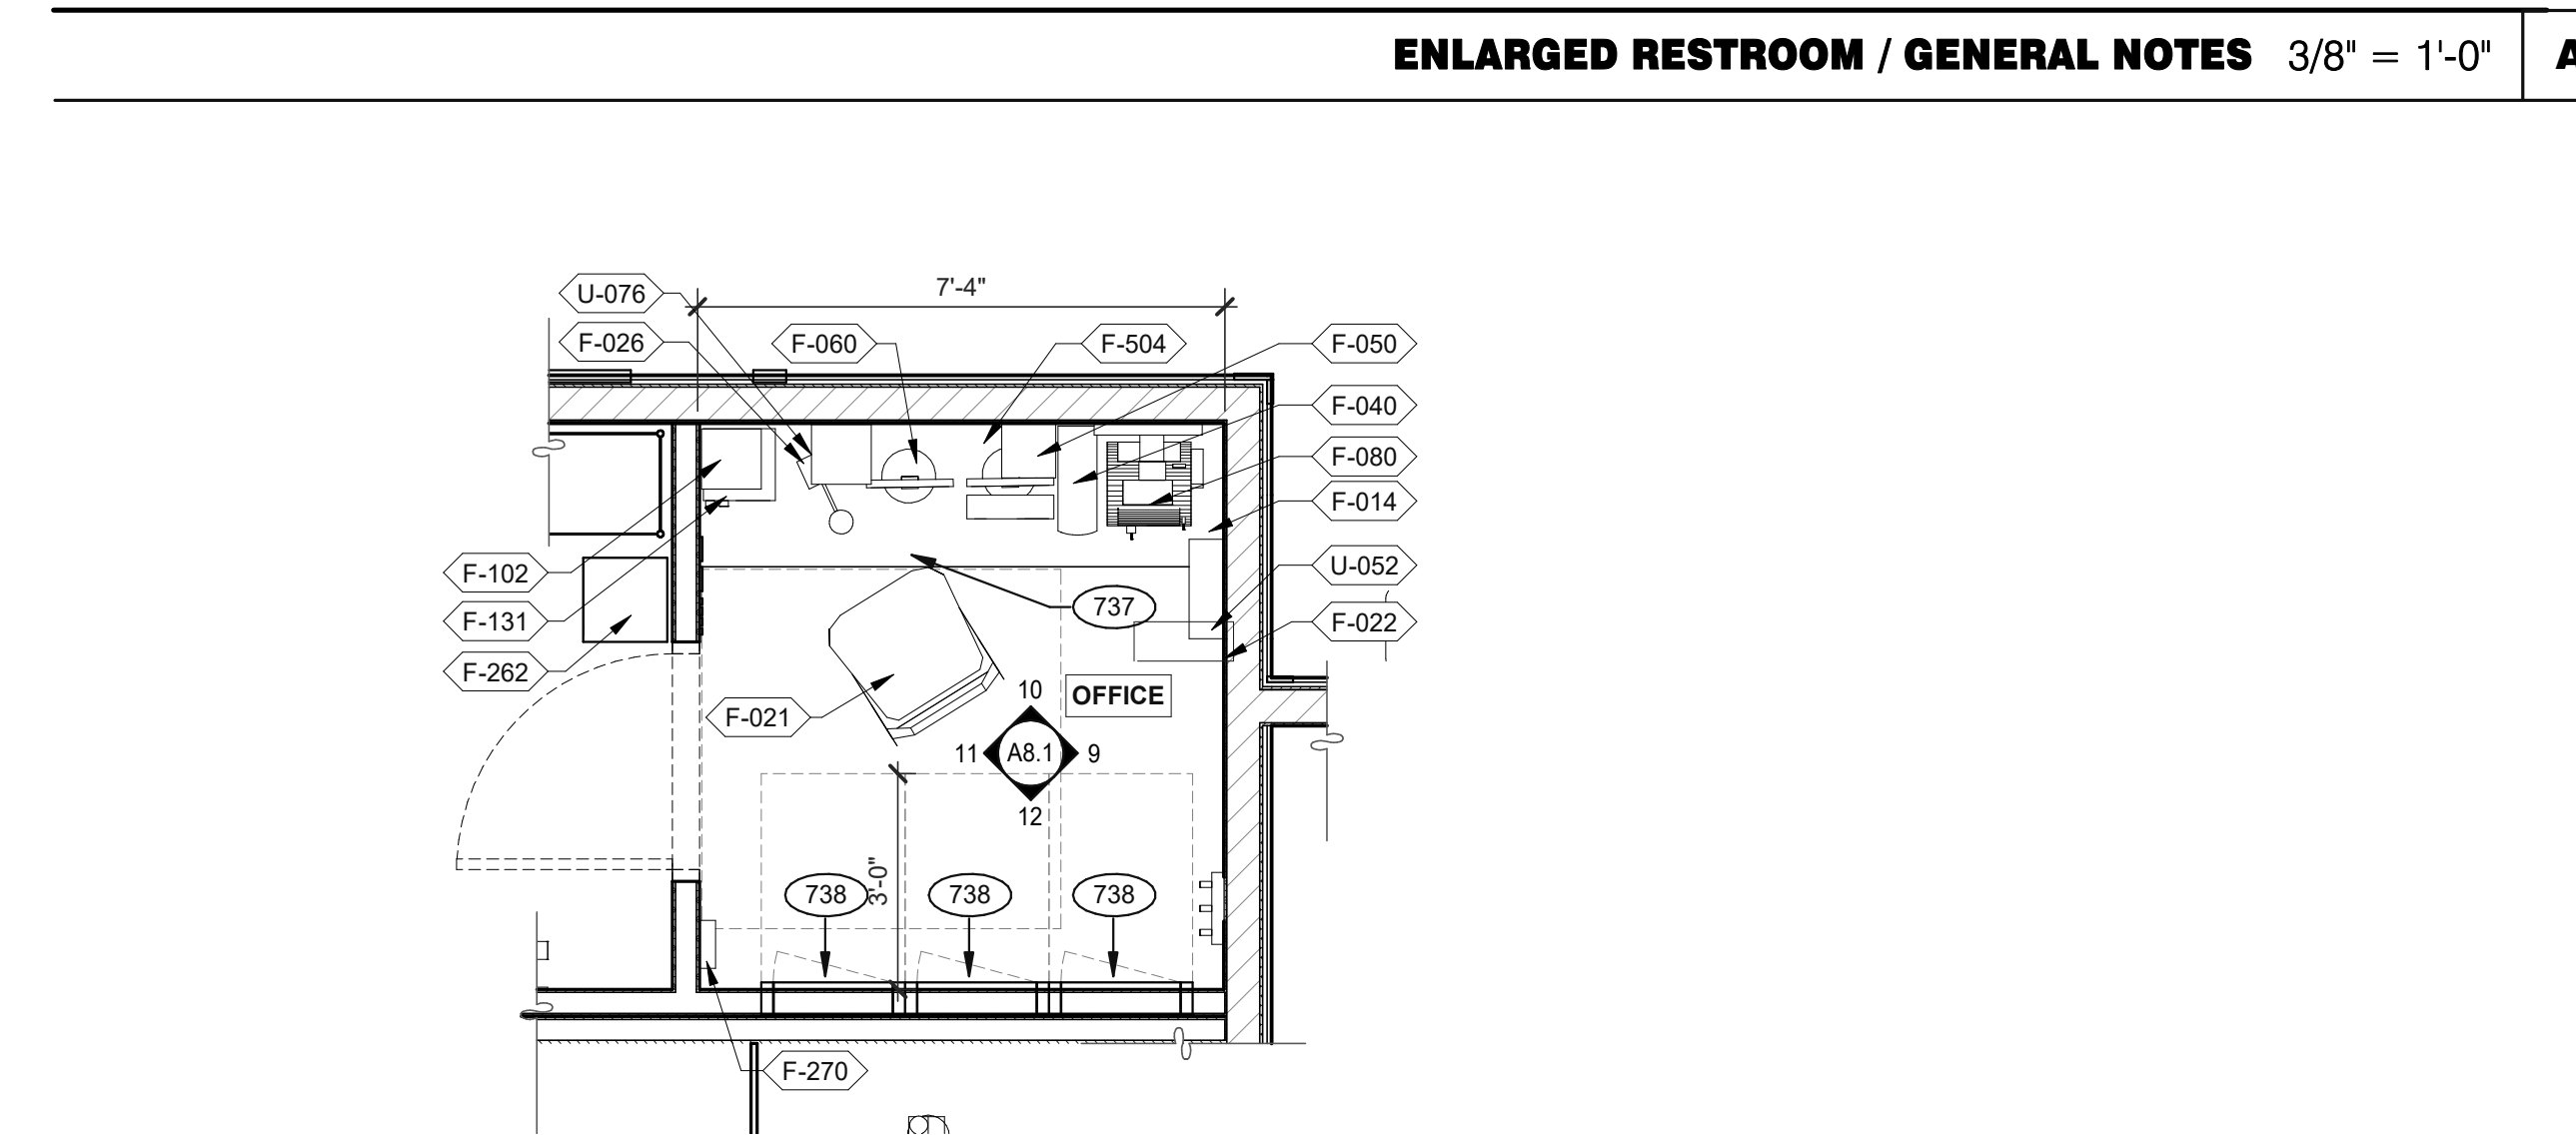 ENLARGED RESTROOM / GENERAL NOTES 3/8" = 1'-0"
A
U-076
7'-4"
F-026
F-060
F-504
F-050
F-040
F-080
F-014
F-102
U-052
737
F-131
F-022
F-262
10
OFFICE
F-021
11
A8.1
9
12
3'-0"
738
738
738
F-270